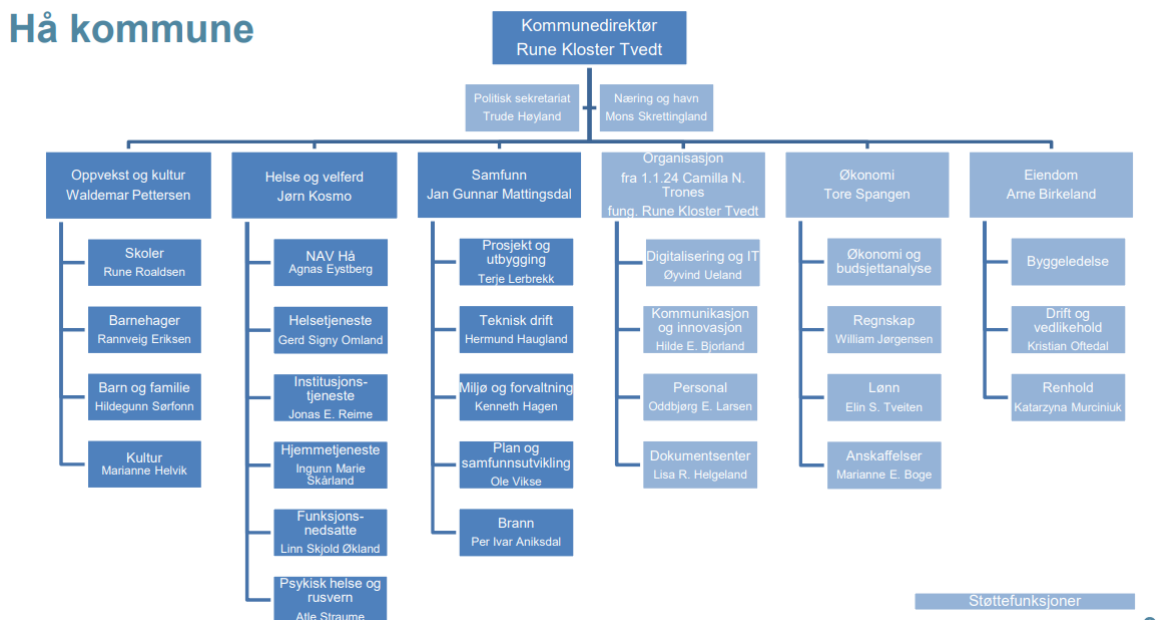 Hå kommune
Kommunedirektør
Rune Kloster Tvedt
Politisk sekretariat
Trude Høyland
Næring og havn
Mons Skrettingland
Oppvekst og kultur
Waldemar Pettersen
Helse og velferd
Jørn Kosmo
Samfunn
Jan Gunnar Mattingsdal
Organisasjon
fra 1.1.24 Camilla N.
Trones
fung. Rune Kloster Tvedt
Økonomi
Tore Spangen
Eiendom
Arne Birkeland
Skoler
Rune Roaldsen
Barnehager
Rannveig Eriksen
Barn og familie
Hildegunn Sørfonn
Kultur
Marianne Helvik
NAV Hå
Agnas Eystberg
Helsetjeneste
Gerd Signy Omland
Institusjons-
tjeneste
Jonas E. Reime
Hjemmetjeneste
Ingunn Marie
Skårland
Funksjons-
nedsatte
Linn Skjold Økland
Psykisk helse og
rusvern
Atle Straume
Prosjekt og
utbygging
Terje Lerbrekk
Teknisk drift
Hermund Haugland
Miljø og forvaltning
Kenneth Hagen
Plan og
samfunnsutvikling
Ole Vikse
Brann
Per Ivar Aniksdal
Digitalisering og IT
Øyvind Ueland
Kommunikasjon
og innovasjon
Hilde E. Bjorland
Personal
Oddbjørg E. Larsen
Dokumentsenter
Lisa R. Helgeland
Økonomi og
budsjettanalyse
Regnskap
William Jørgensen
Lønn
Elin S. Tveiten
Anskaffelser
Marianne E. Boge
Byggeledelse
Drift og
vedlikehold
Kristian Oftedal
Renhold
Katarzyna Murciniuk
Støttefunksjoner